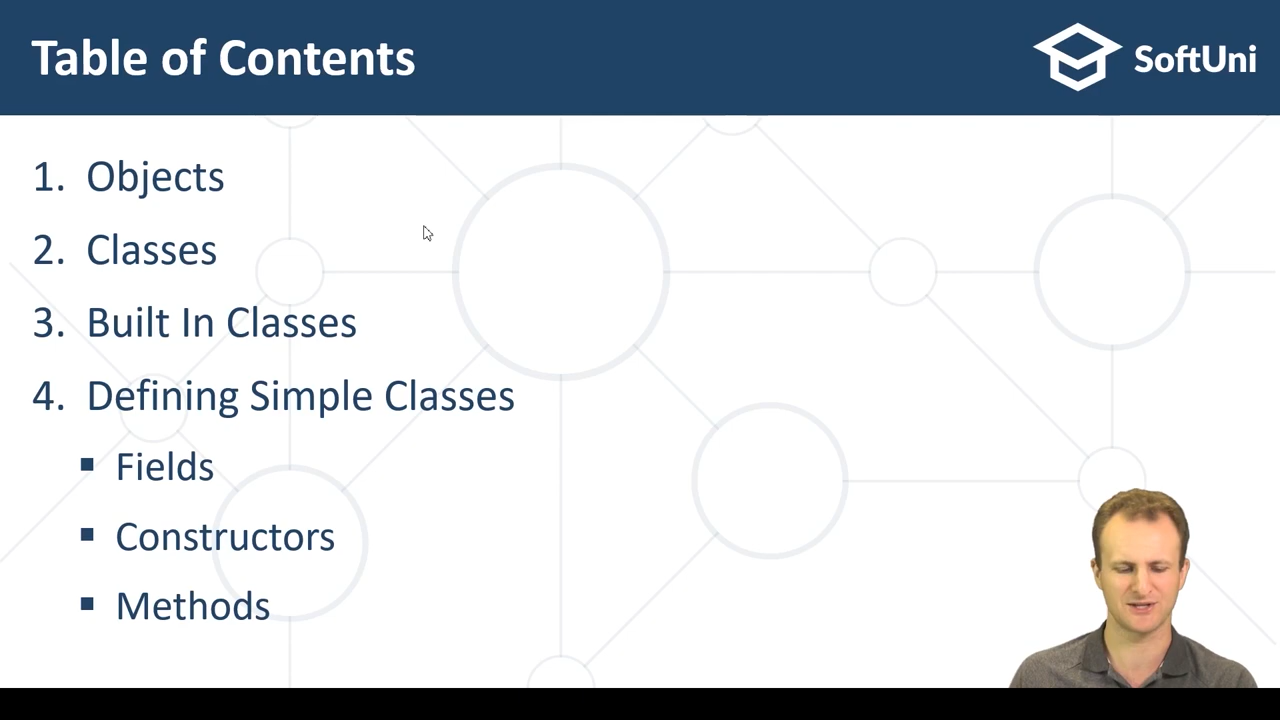 Table of Contents
SoftUni
1. Objects
2. Classes
3. Built In Classes
4. Defining Simple Classes
▪ Fields
▪ Constructors
▪ Methods